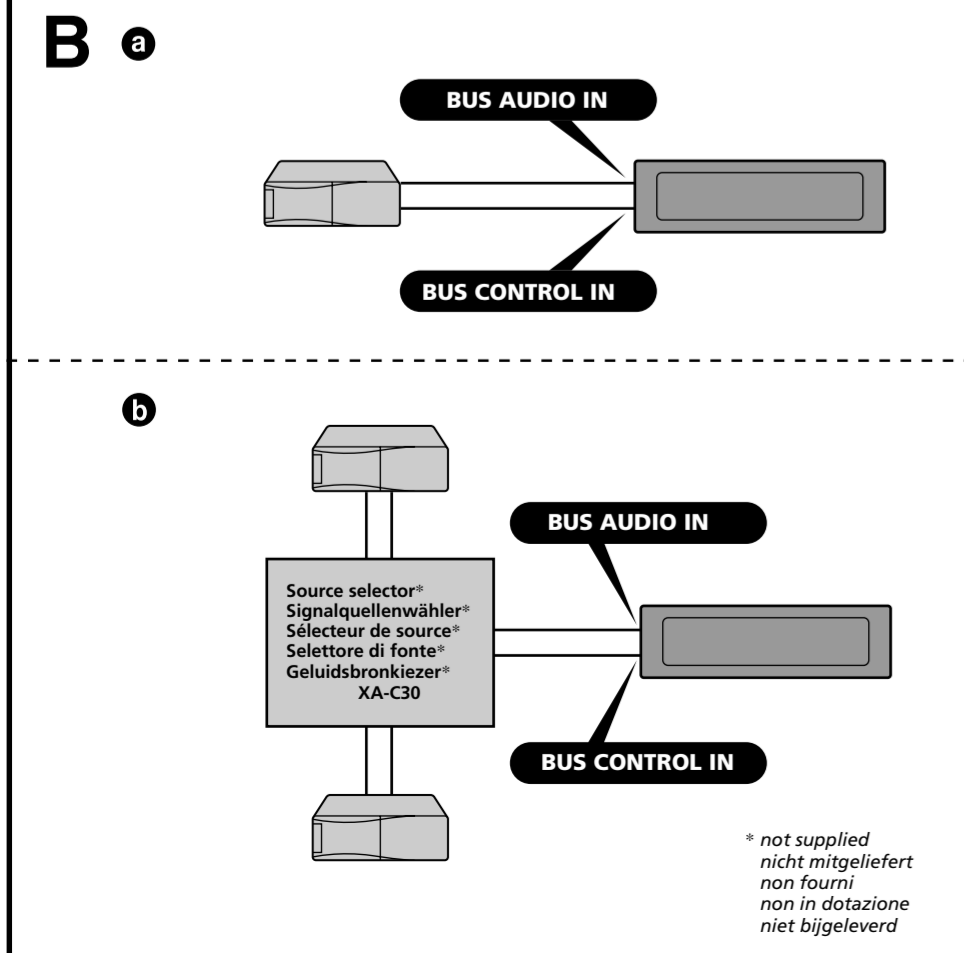 B a
BUS AUDIO IN
BUS CONTROL IN
b
BUS AUDIO IN
Source selector*
Signalquellenwähler*
Sélecteur de source*
Selettore di fonte*
Geluidsbronkiezer*
XA-C30
BUS CONTROL IN
* not supplied
nicht mitgeliefert
non fourni
non in dotazione
niet bijgeleverd